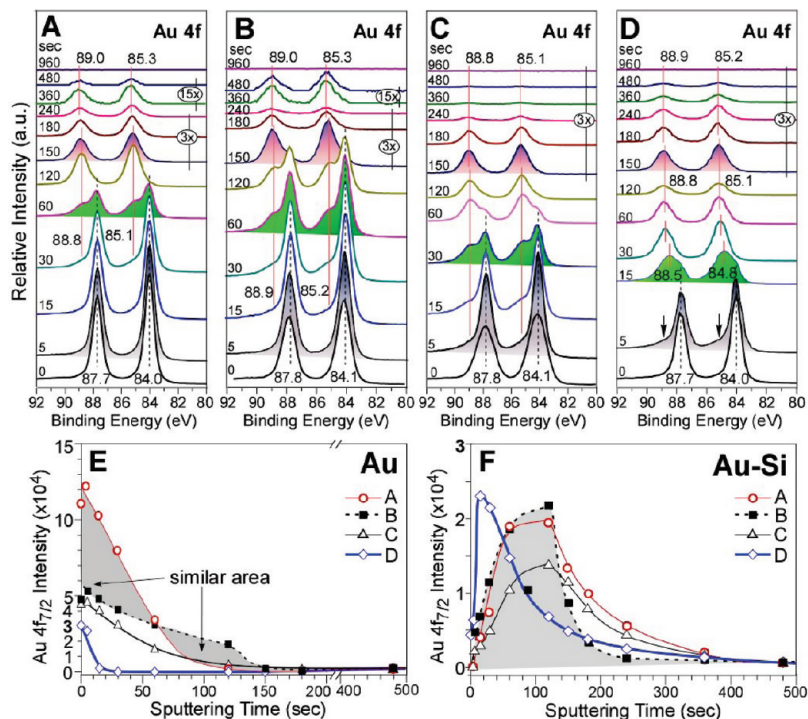 A Au 4f
B Au 4f
C Au 4f
D Au 4f
Relative Intensity (a.u.)
sec
960
480
360
240
180
150
120
60
30
15
5
0
89.0 85.3
15x
3x
88.8 85.1
87.7 84.0
92 90 88 86 84 82 80
Binding Energy (eV)
sec
960
480
360
240
180
150
120
60
30
15
5
0
89.0 85.3
15x
3x
88.9 85.2
87.8 84.1
92 90 88 86 84 82 80
Binding Energy (eV)
sec
960
480
360
240
180
150
120
60
30
15
5
0
88.8 85.1
3x
87.8 84.1
92 90 88 86 84 82 80
Binding Energy (eV)
sec
960
480
360
240
180
150
120
60
30
15
5
0
88.9 85.2
3x
88.8 85.1
88.5 84.8
87.7 84.0
92 90 88 86 84 82 80
Binding Energy (eV)
E Au
Au 4f7/2 Intensity (x10⁴)
15
10
5
4
3
2
1
0
A
B
C
D
similar area
0 100 200 400 500
Sputtering Time (sec)
F Au-Si
Au 4f7/2 Intensity (x10⁴)
3
2
1
0
A
B
C
D
0 100 200 300 400 500
Sputtering Time (sec)